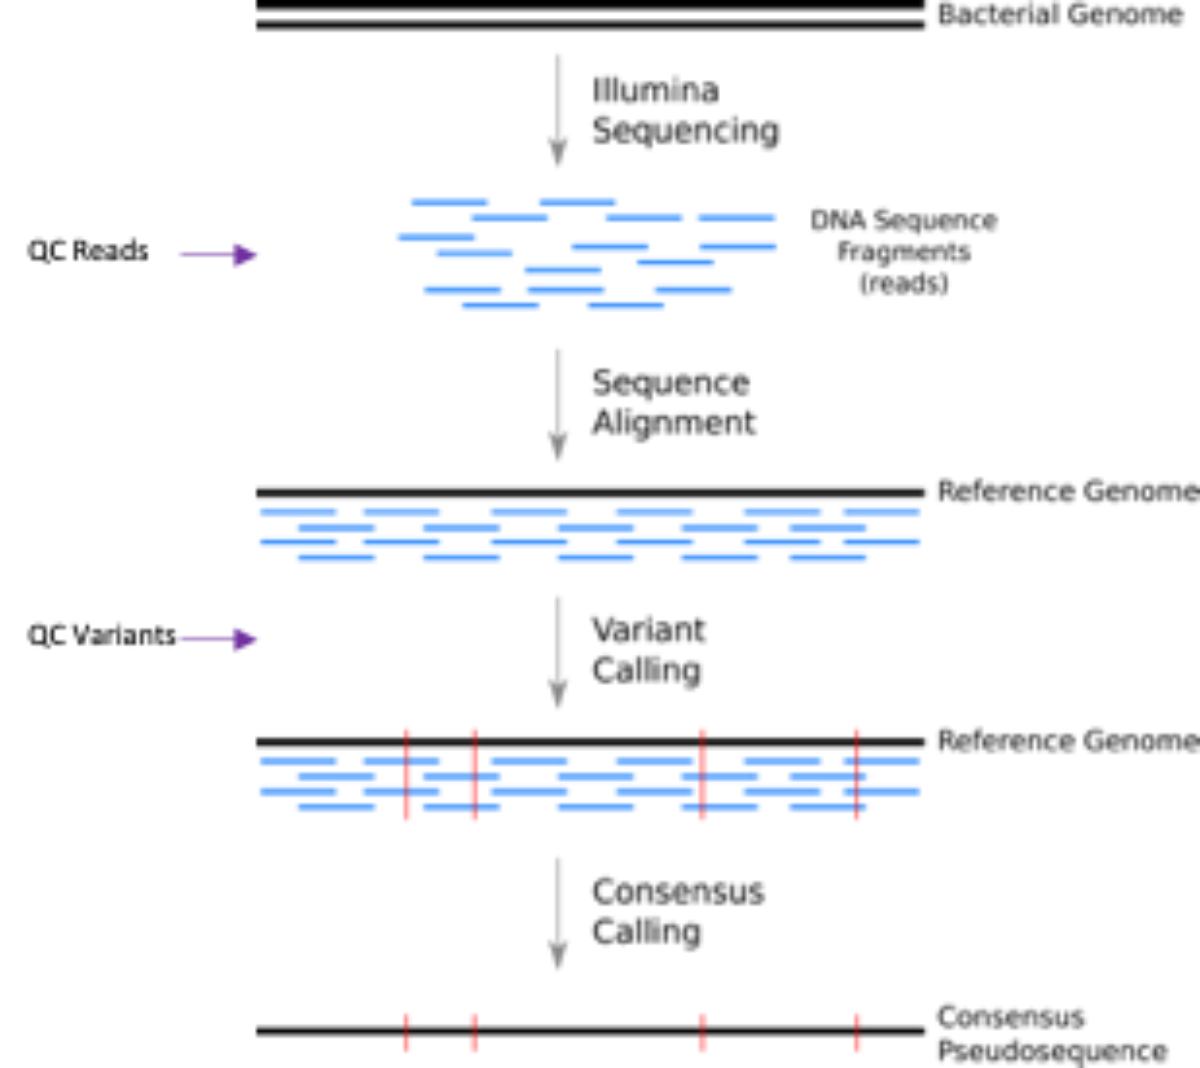 Bacterial Genome
Illumina
Sequencing
QC Reads
DNA Sequence
Fragments
(reads)
Sequence
Alignment
Reference Genome
QC Variants
Variant
Calling
Reference Genome
Consensus
Calling
Consensus
Pseudosequence